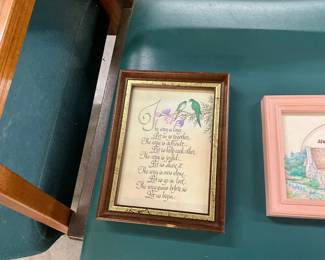 The way is long
Let us go together.
The way is difficult
Let us help each other.
The way is joyful
Let us share it.
The way is ours alone
Let us go in love
The way grows before us
Let us begin.